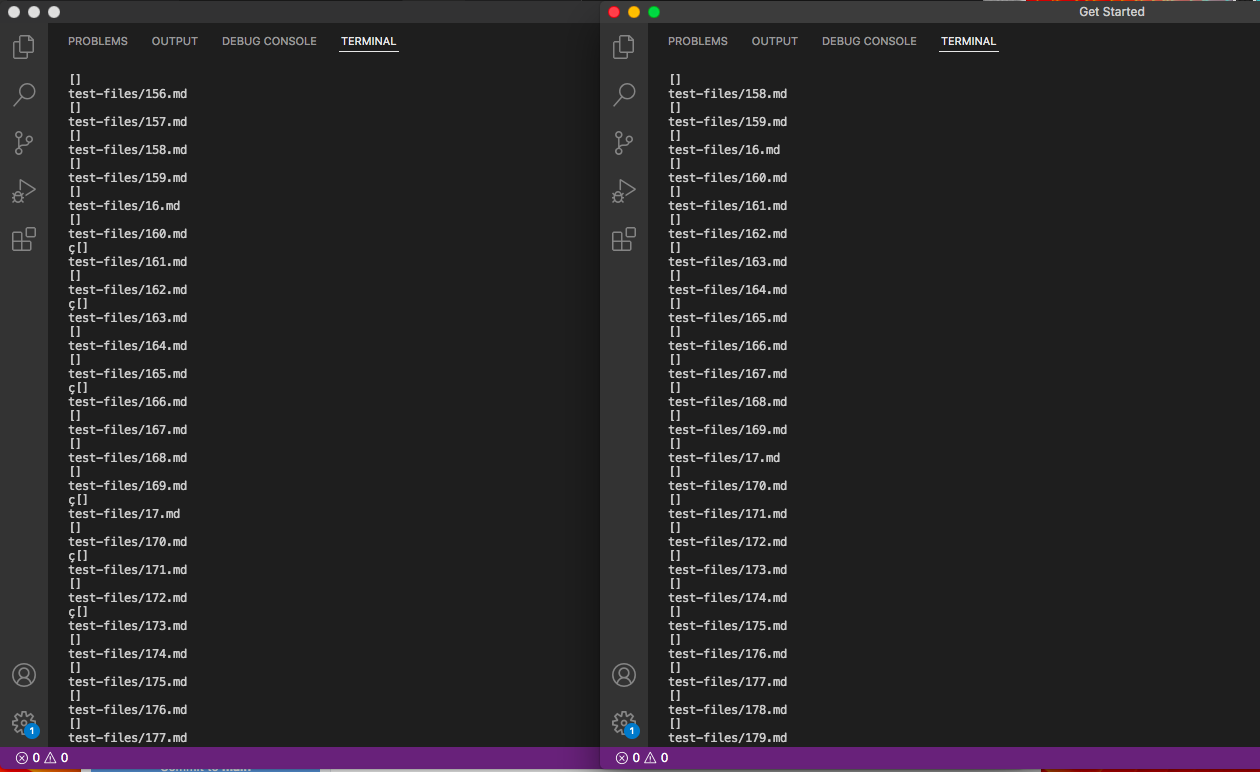 Get Started
PROBLEMS OUTPUT DEBUG CONSOLE TERMINAL
[]
test-files/156.md
[]
test-files/157.md
[]
test-files/158.md
[]
test-files/159.md
[]
test-files/16.md
[]
test-files/160.md
ç[]
test-files/161.md
[]
test-files/162.md
ç[]
test-files/163.md
[]
test-files/164.md
[]
test-files/165.md
ç[]
test-files/166.md
[]
test-files/167.md
[]
test-files/168.md
[]
test-files/169.md
ç[]
test-files/17.md
[]
test-files/170.md
ç[]
test-files/171.md
[]
test-files/172.md
ç[]
test-files/173.md
[]
test-files/174.md
[]
test-files/175.md
[]
test-files/176.md
[]
test-files/177.md
1
0 0
PROBLEMS OUTPUT DEBUG CONSOLE TERMINAL
[]
test-files/158.md
[]
test-files/159.md
[]
test-files/16.md
[]
test-files/160.md
[]
test-files/161.md
[]
test-files/162.md
[]
test-files/163.md
[]
test-files/164.md
[]
test-files/165.md
[]
test-files/166.md
[]
test-files/167.md
[]
test-files/168.md
[]
test-files/169.md
[]
test-files/17.md
[]
test-files/170.md
[]
test-files/171.md
[]
test-files/172.md
[]
test-files/173.md
[]
test-files/174.md
[]
test-files/175.md
[]
test-files/176.md
[]
test-files/177.md
[]
test-files/178.md
[]
test-files/179.md
1
0 0